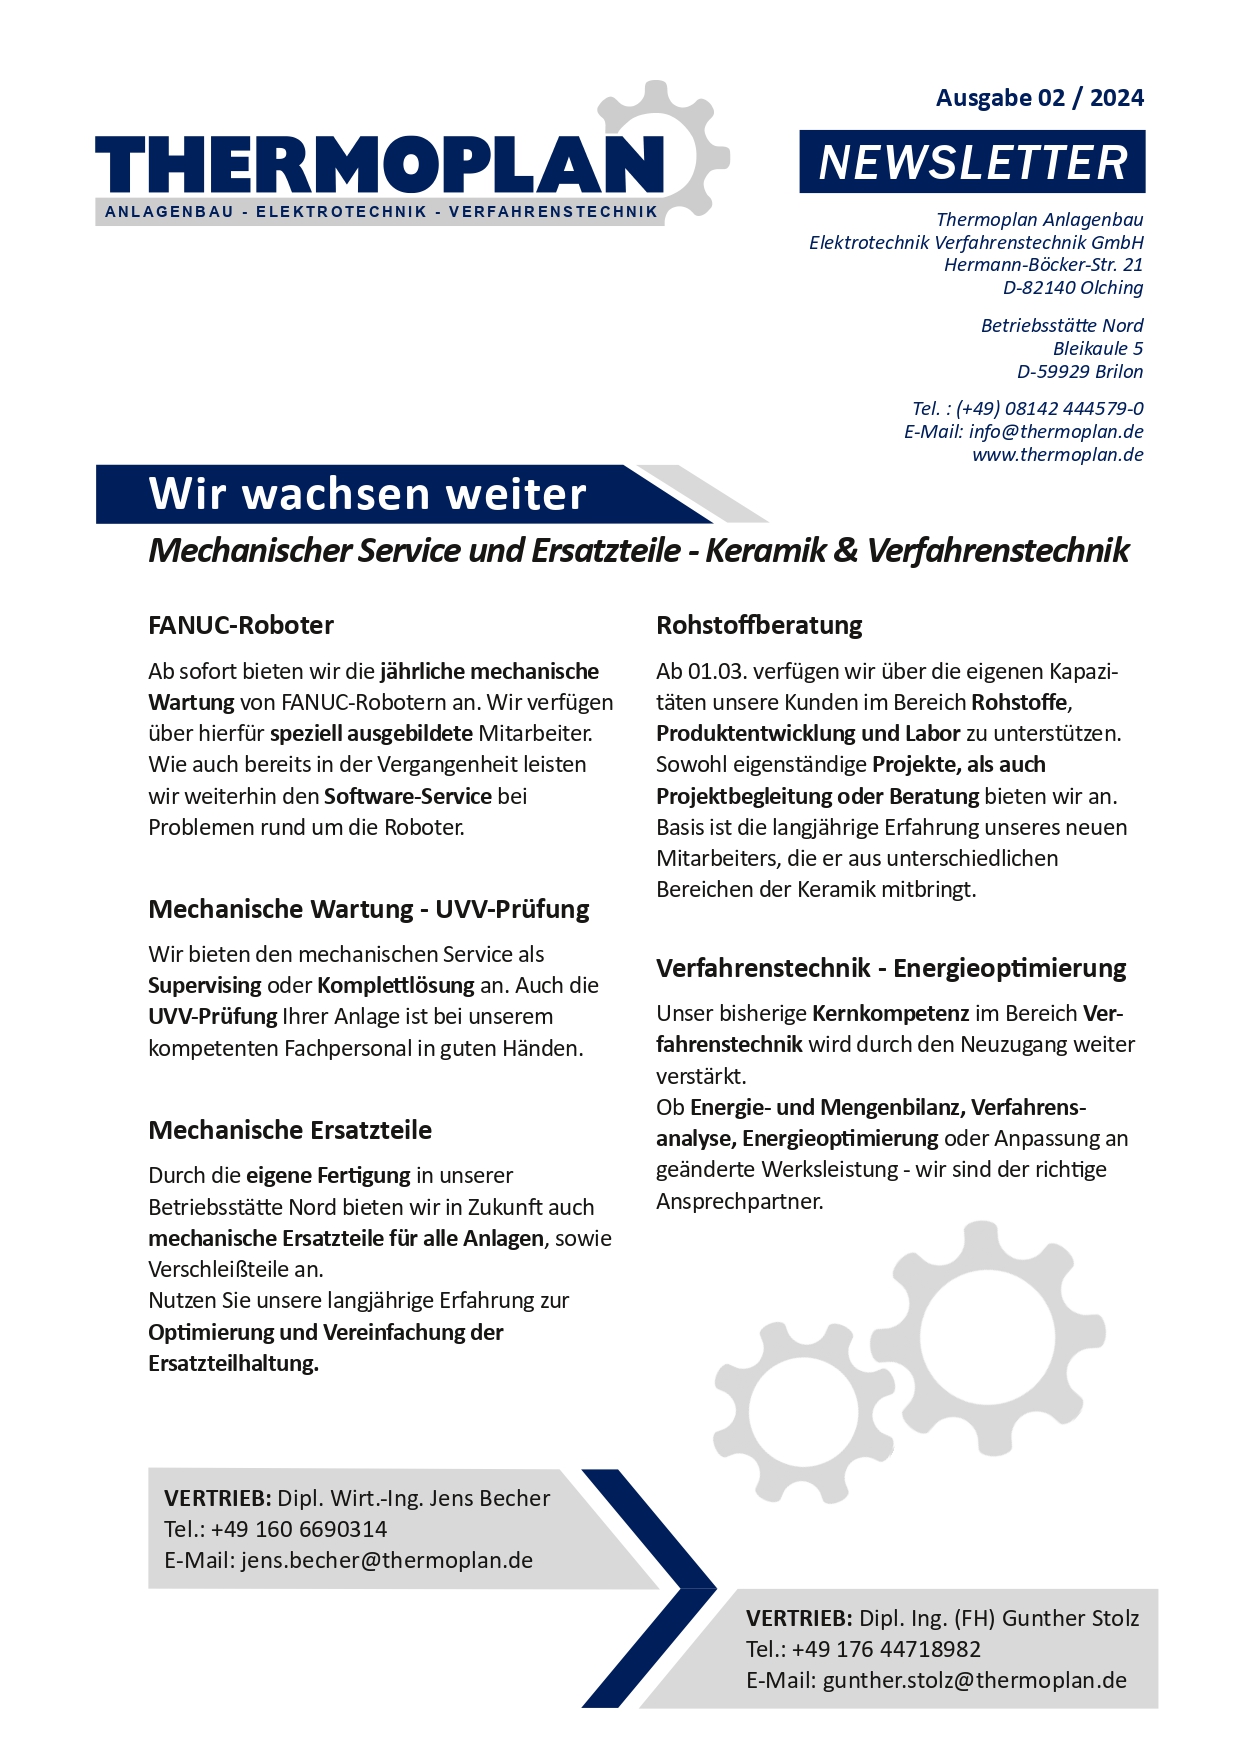 THERMOPLAN
ANLAGENBAU - ELEKTROTECHNIK - VERFAHRENSTECHNIK
Ausgabe 02 / 2024
NEWSLETTER
Thermoplan Anlagenbau
Elektrotechnik Verfahrenstechnik GmbH
Hermann-Böcker-Str. 21
D-82140 Olching
Betriebsstätte Nord
Bleikaule 5
D-59929 Brilon
Tel. : (+49) 08142 444579-0
E-Mail: info@thermoplan.de
www.thermoplan.de
Wir wachsen weiter
Mechanischer Service und Ersatzteile - Keramik & Verfahrenstechnik
FANUC-Roboter
Ab sofort bieten wir die jährliche mechanische
Wartung von FANUC-Robotern an. Wir verfügen
über hierfür speziell ausgebildete Mitarbeiter.
Wie auch bereits in der Vergangenheit leisten
wir weiterhin den Software-Service bei
Problemen rund um die Roboter.
Mechanische Wartung - UVV-Prüfung
Wir bieten den mechanischen Service als
Supervising oder Komplettlösung an. Auch die
UVV-Prüfung Ihrer Anlage ist bei unserem
kompetenten Fachpersonal in guten Händen.
Mechanische Ersatzteile
Durch die eigene Fertigung in unserer
Betriebsstätte Nord bieten wir in Zukunft auch
mechanische Ersatzteile für alle Anlagen, sowie
Verschleißteile an.
Nutzen Sie unsere langjährige Erfahrung zur
Optimierung und Vereinfachung der
Ersatzteilhaltung.
Rohstoffberatung
Ab 01.03. verfügen wir über die eigenen Kapazi-
täten unsere Kunden im Bereich Rohstoffe,
Produktentwicklung und Labor zu unterstützen.
Sowohl eigenständige Projekte, als auch
Projektbegleitung oder Beratung bieten wir an.
Basis ist die langjährige Erfahrung unseres neuen
Mitarbeiters, die er aus unterschiedlichen
Bereichen der Keramik mitbringt.
Verfahrenstechnik - Energieoptimierung
Unser bisherige Kernkompetenz im Bereich Ver-
fahrenstechnik wird durch den Neuzugang weiter
verstärkt.
Ob Energie- und Mengenbilanz, Verfahrens-
analyse, Energieoptimierung oder Anpassung an
geänderte Werksleistung - wir sind der richtige
Ansprechpartner.
VERTRIEB: Dipl. Wirt.-Ing. Jens Becher
Tel.: +49 160 6690314
E-Mail: jens.becher@thermoplan.de
VERTRIEB: Dipl. Ing. (FH) Gunther Stolz
Tel.: +49 176 44718982
E-Mail: gunther.stolz@thermoplan.de